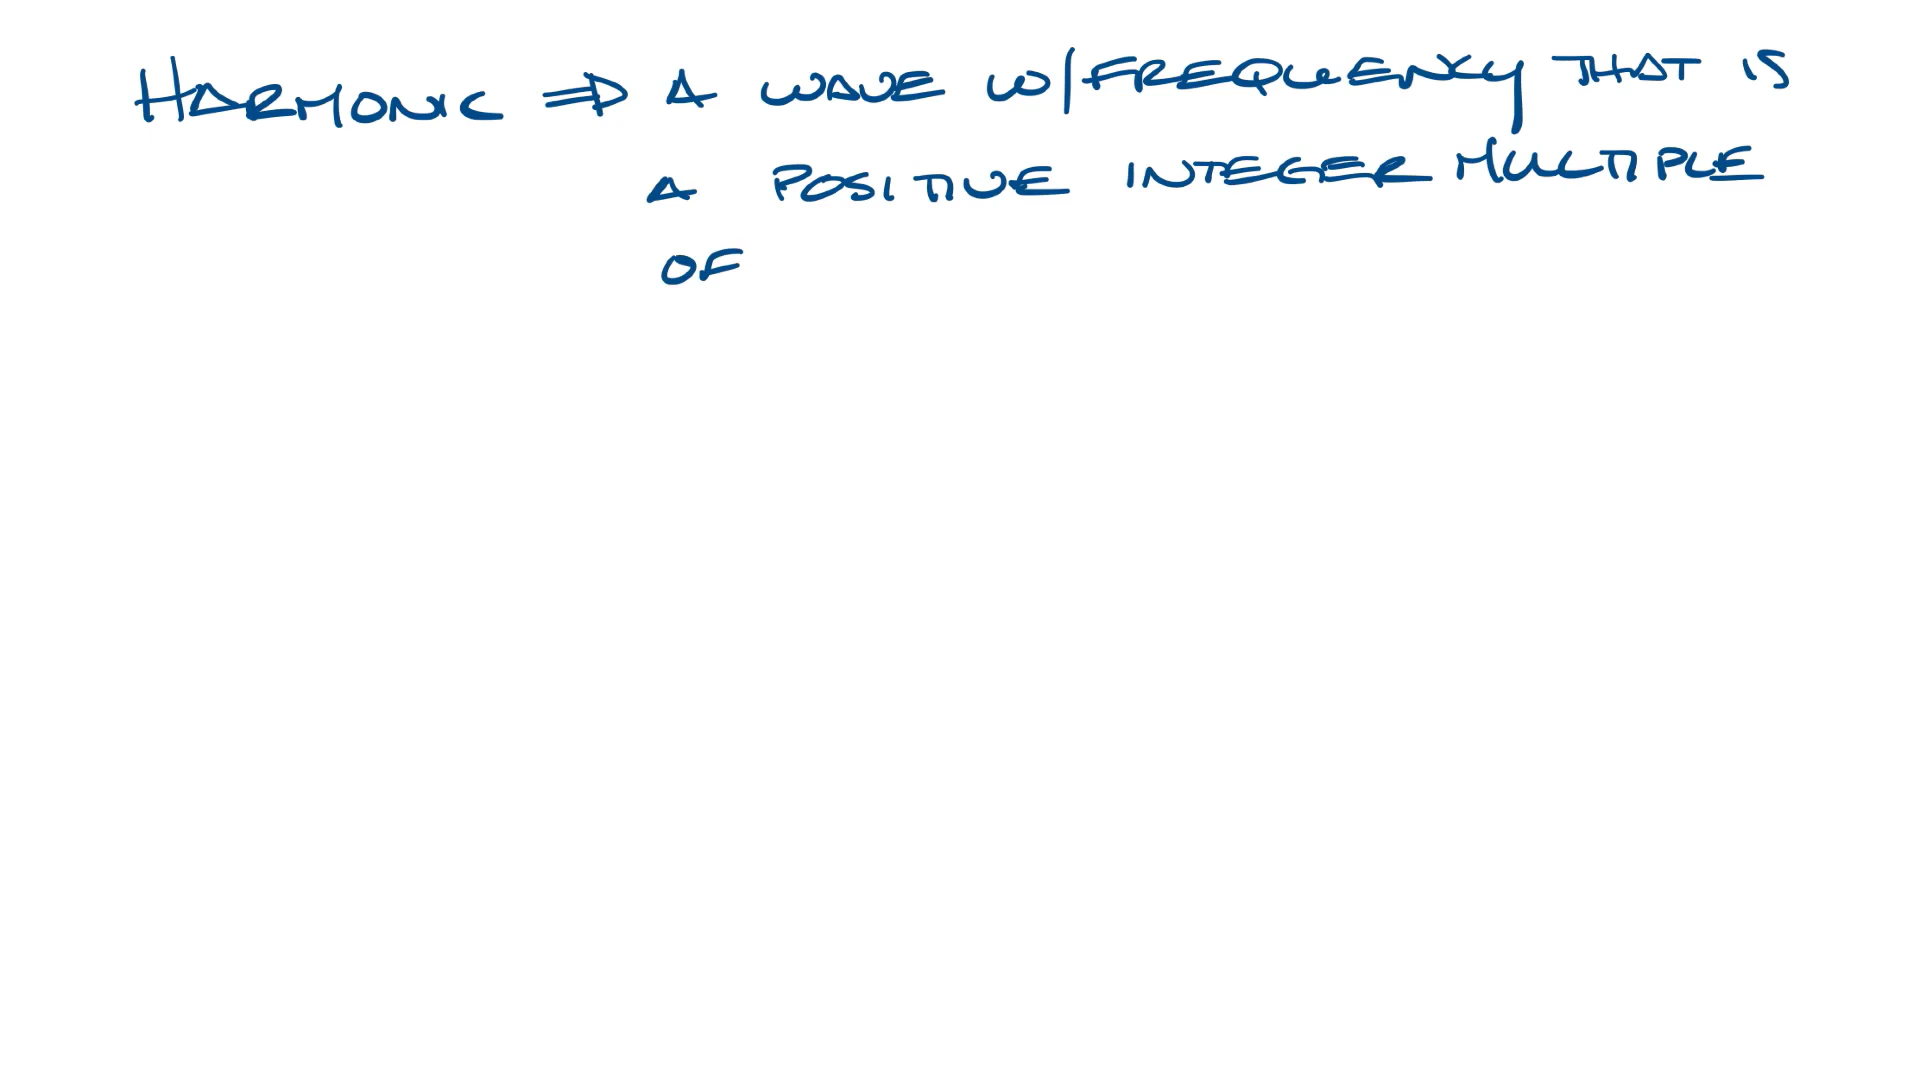 HARMONIC ⇒ A WAVE W/FREQUENCY THAT IS
A POSITIVE INTEGER MULTIPLE
OF